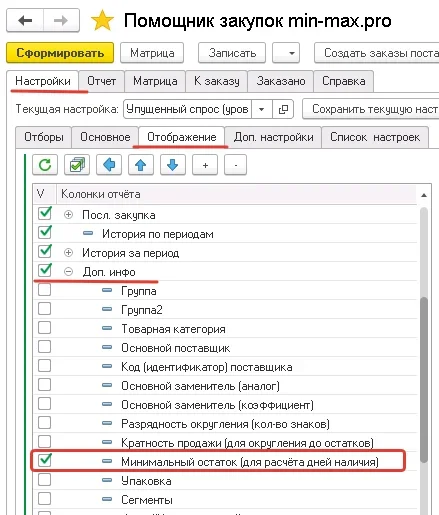 Помощник закупок min-max.pro
Сформировать Матрица Записать Создать заказы поста
Настройки Отчет Матрица К заказу Заказано Справка
Текущая настройка: Упущенный спрос (уров Сохранить текущую наст
Отборы Основное Отображение Доп. настройки Список настроек
+ -
V Колонки отчёта
Посл. закупка
История по периодам
История за период
Доп. инфо
Группа
Группа2
Товарная категория
Основной поставщик
Код (идентификатор) поставщика
Основной заменитель (аналог)
Основной заменитель (коэффициент)
Разрядность округления (кол-во знаков)
Кратность продажи (для округления до остатков)
Минимальный остаток (для расчёта дней наличия)
Упаковка
Сегменты